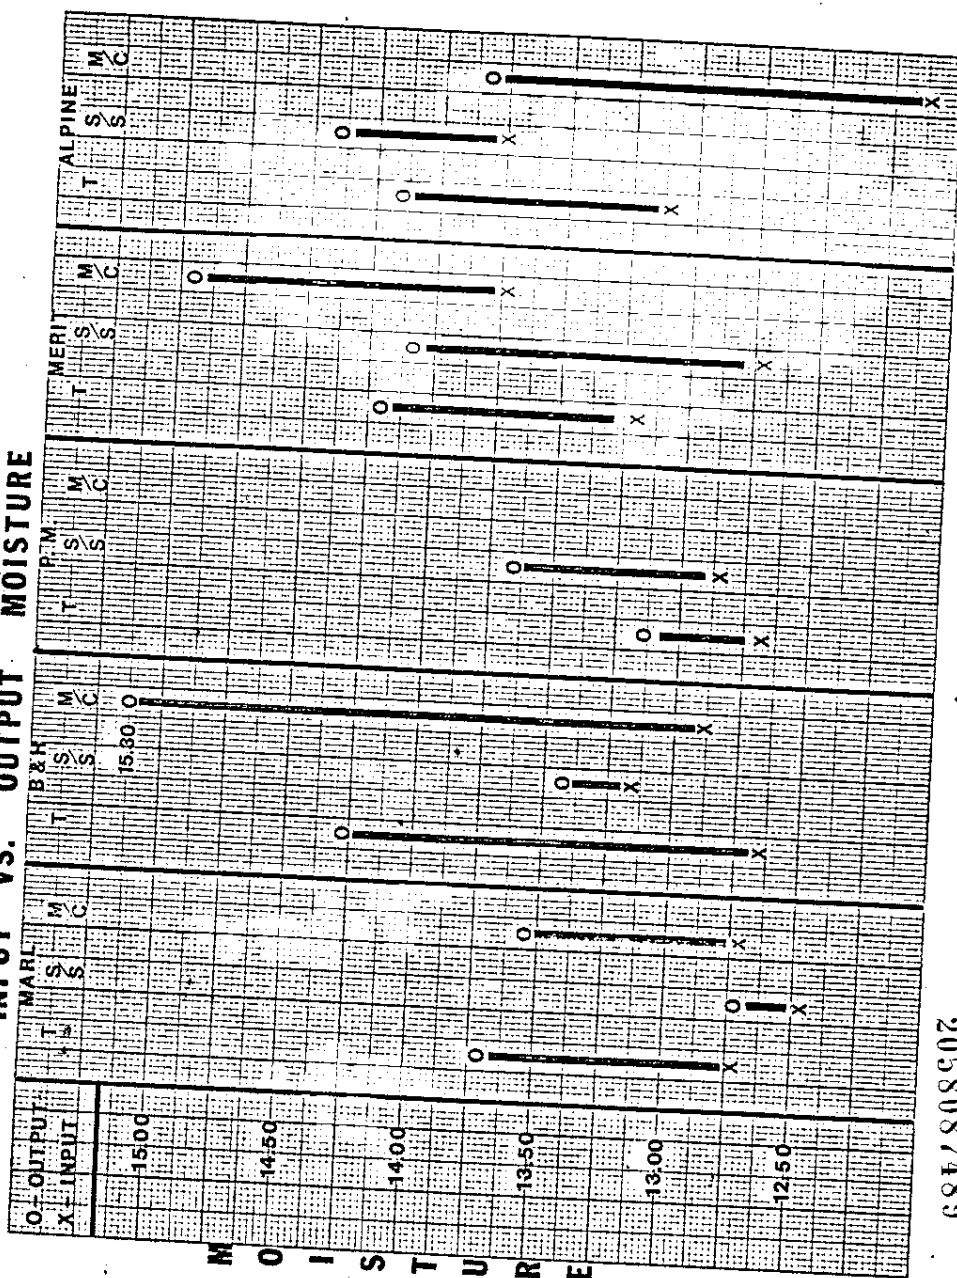 INPUT VS. OUTPUT MOISTURE
O-OUTPUT
X-INPUT
MARL
T S/S M/C
B&H
T S/S M/C
P.M.
T S/S M/C
MERIT
T S/S M/C
ALPINE
T S/S M/C
15.30
MOISTURE
15.00
14.50
14.00
13.50
13.00
12.50